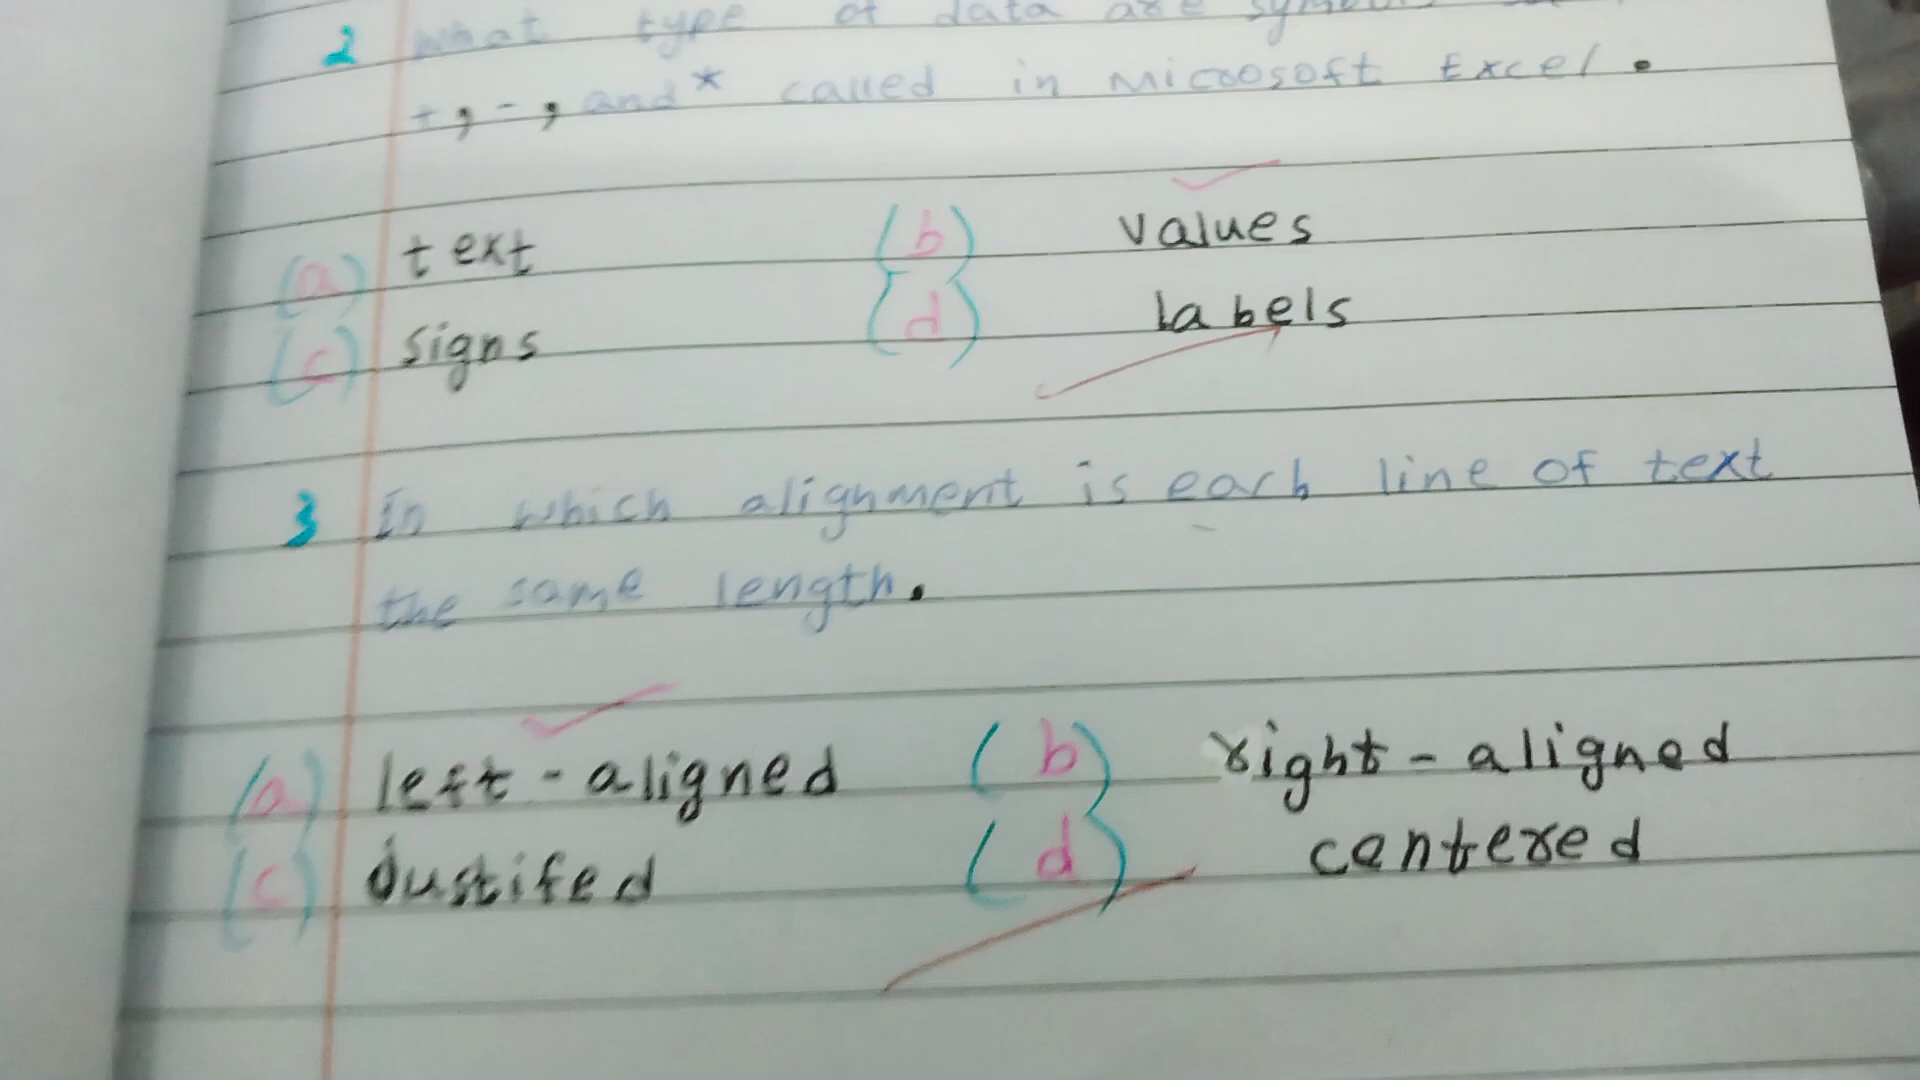 2 what type of data are
+, -, and * called in Microsoft Excel.
(a) text (b) values
(c) signs (d) labels
3 In which alignment is each line of text
the same length.
(a) left-aligned (b) right-aligned
(c) Justifed (d) centered